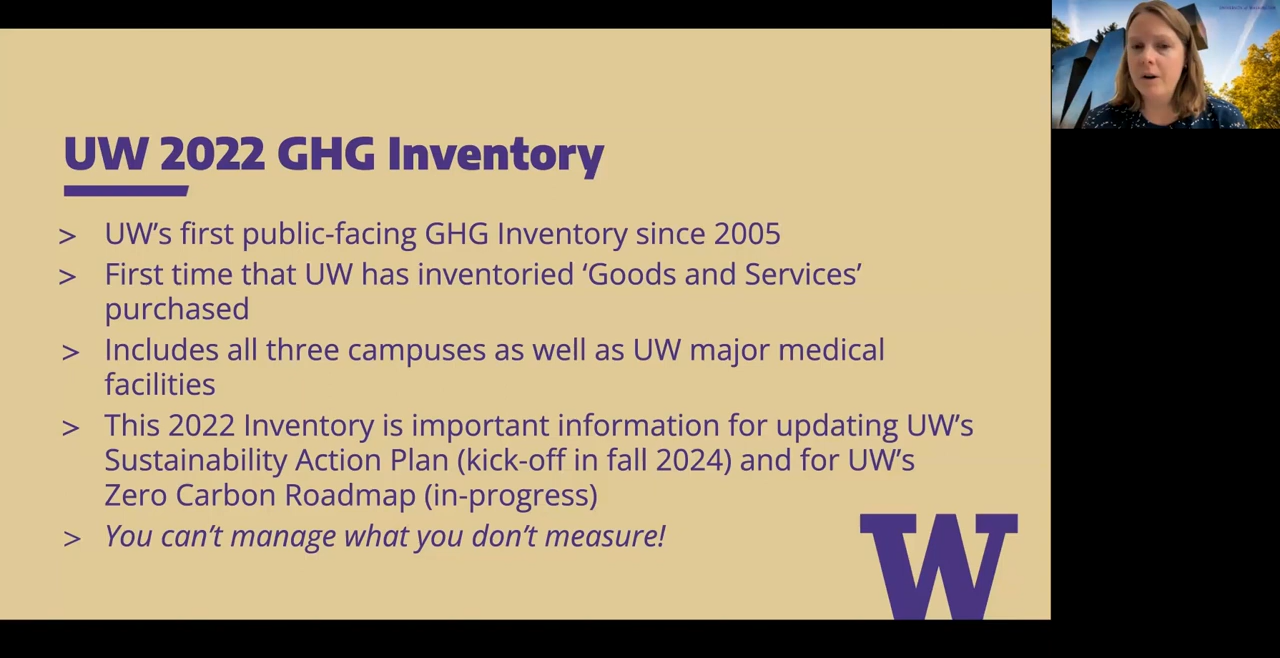 UW 2022 GHG Inventory
> UW’s first public-facing GHG Inventory since 2005
> First time that UW has inventoried ‘Goods and Services’
purchased
> Includes all three campuses as well as UW major medical
facilities
> This 2022 Inventory is important information for updating UW’s
Sustainability Action Plan (kick-off in fall 2024) and for UW’s
Zero Carbon Roadmap (in-progress)
> You can’t manage what you don’t measure!
W